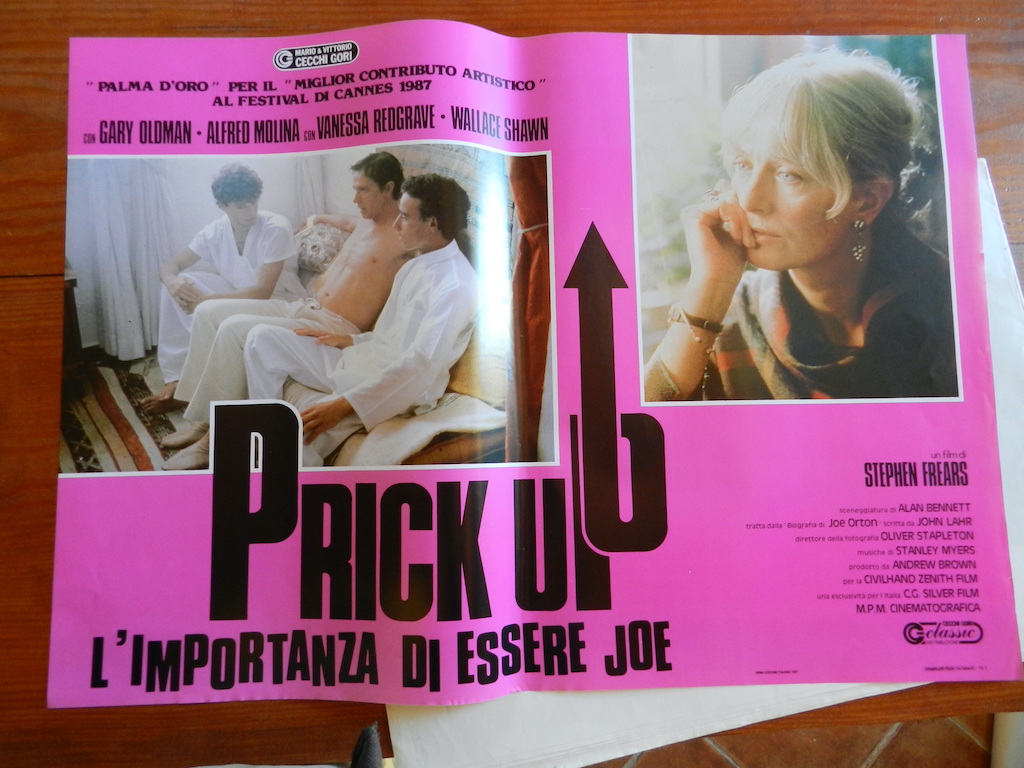 MARIO & VITTORIO
CECCHI GORI
" PALMA D'ORO " PER IL " MIGLIOR CONTRIBUTO ARTISTICO "
AL FESTIVAL DI CANNES 1987
CON GARY OLDMAN • ALFRED MOLINA CON VANESSA REDGRAVE • WALLACE SHAWN
PRICK UP
L'IMPORTANZA DI ESSERE JOE
un film di
STEPHEN FREARS
sceneggiatura di ALAN BENNETT
tratta dalla "Biografia di Joe Orton" scritta da JOHN LAHR
direttore della fotografia OLIVER STAPLETON
musiche di STANLEY MYERS
prodotto da ANDREW BROWN
per la CIVILHAND ZENITH FILM
una esclusività per l'Italia C.G. SILVER FILM
M.P.M. CINEMATOGRAFICA
CECCHI GORI
classic
DISTRIBUZIONE